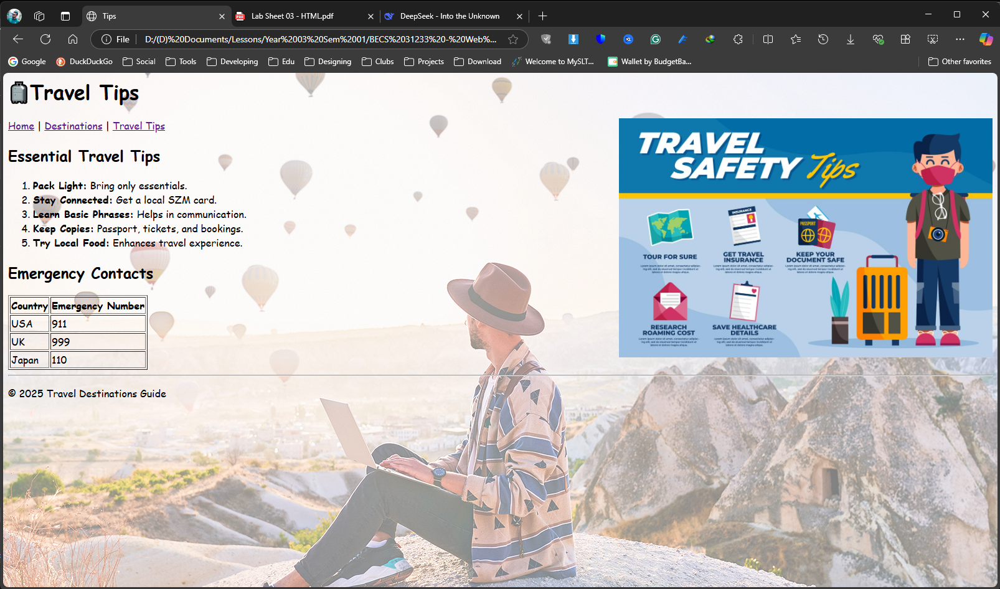 Tips
Lab Sheet 03 - HTML.pdf
DeepSeek - Into the Unknown
File
D:/(D)%20Documents/Lessons/Year%2003%20Sem%2001/BECS%2031233%20-%20Web%...
Google
DuckDuckGo
Social
Tools
Developing
Edu
Designing
Clubs
Projects
Download
Welcome to MySLT...
Wallet by BudgetBa...
Other favorites
Travel Tips
Home | Destinations | Travel Tips
Essential Travel Tips
1. Pack Light: Bring only essentials.
2. Stay Connected: Get a local SZM card.
3. Learn Basic Phrases: Helps in communication.
4. Keep Copies: Passport, tickets, and bookings.
5. Try Local Food: Enhances travel experience.
Emergency Contacts
Country Emergency Number
USA 911
UK 999
Japan 110
© 2025 Travel Destinations Guide
TRAVEL
SAFETY Tips
INSURANCE
PASSPORT
TOUR FOR SURE
GET TRAVEL
INSURANCE
KEEP YOUR
DOCUMENT SAFE
RESEARCH
ROAMING COST
SAVE HEALTHCARE
DETAILS